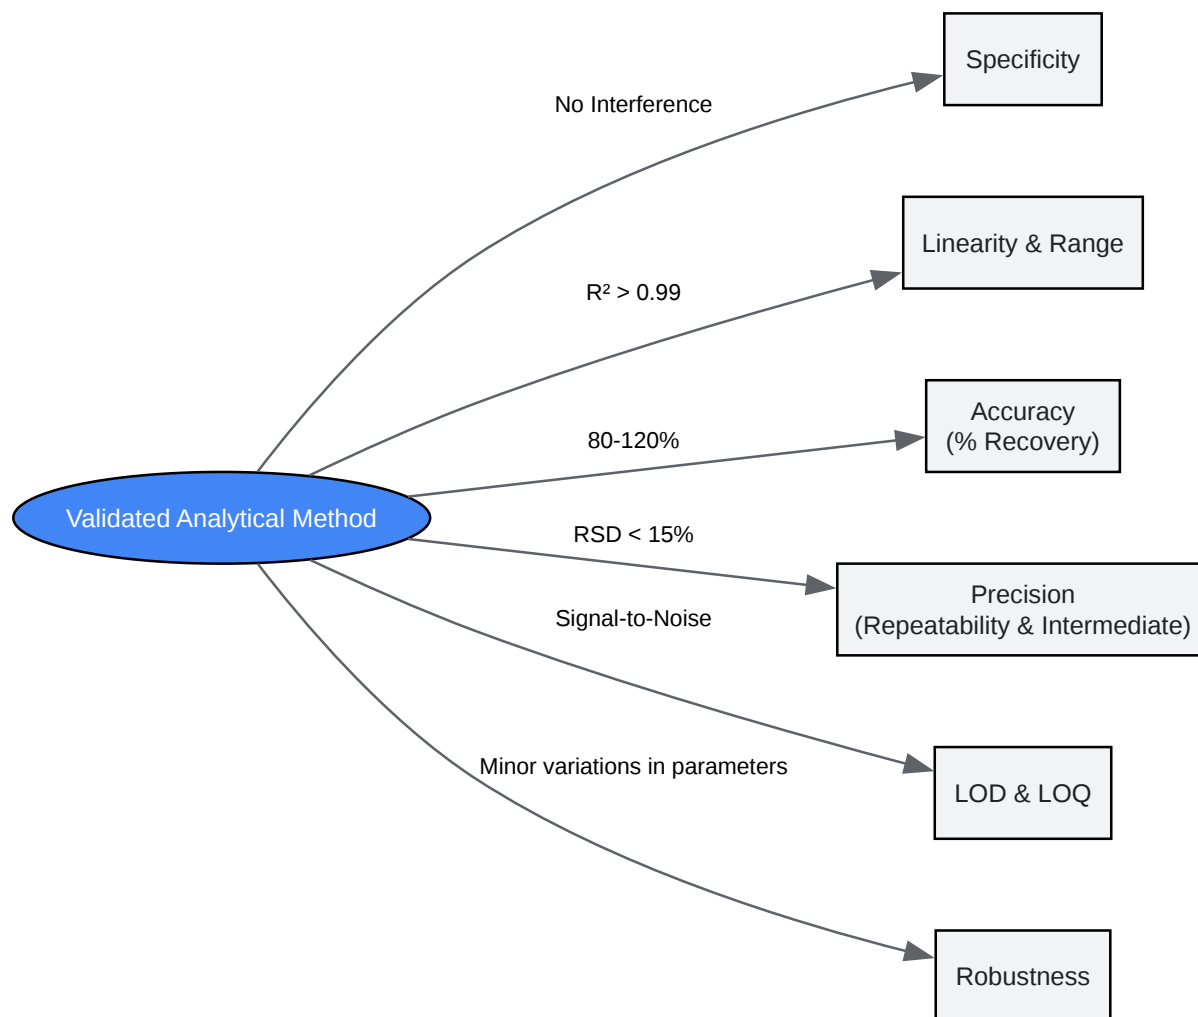 Specificity
No Interference
Linearity & Range
R² > 0.99
Accuracy
(% Recovery)
80-120%
Validated Analytical Method
RSD < 15%
Precision
(Repeatability & Intermediate)
Signal-to-Noise
LOD & LOQ
Minor variations in parameters
Robustness